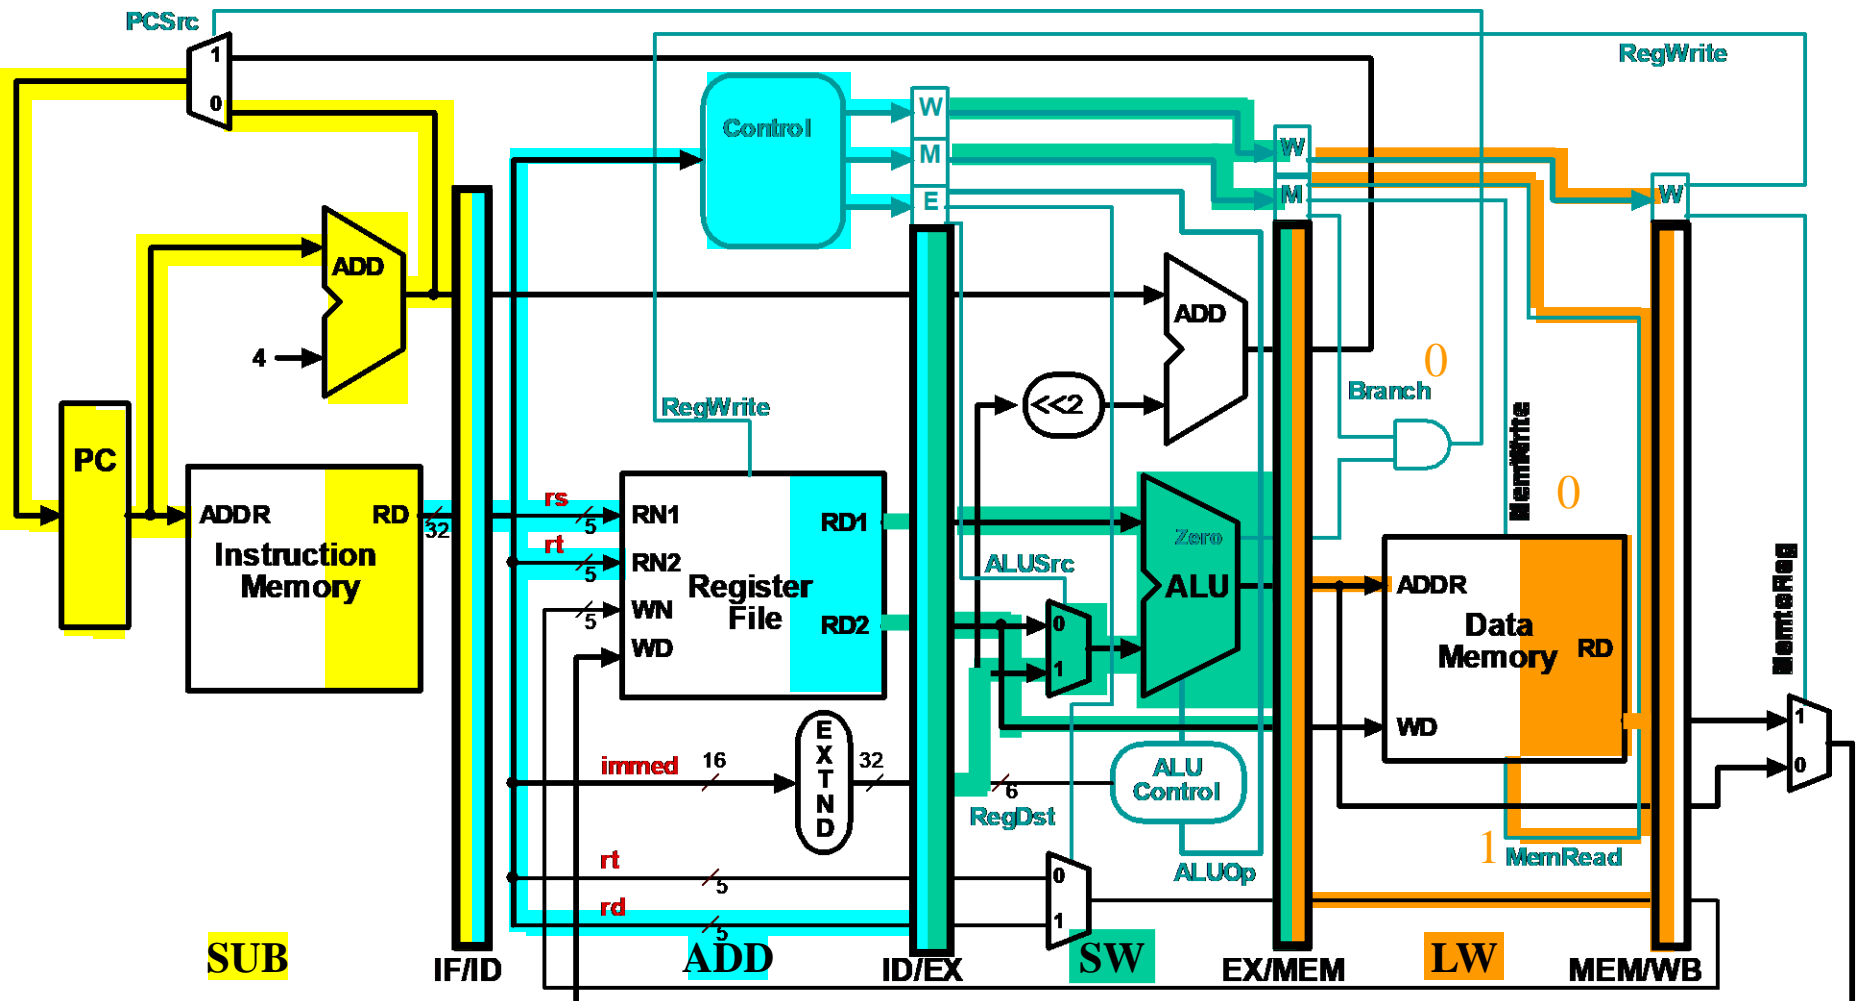 PCSrc
1
0
RegWrite
Control
W
M
E
W
M
W
ADD
4
ADD
<<2
0
Branch
MemWrite
0
PC
RegWrite
ADDR
RD
32
Instruction
Memory
rs
5
RN1
rt
5
RN2
5
WN
WD
Register
File
RD1
RD2
ALUSrc
0
1
Zero
ALU
ADDR
Data
Memory
RD
WD
MemtoReg
1
0
immed
16
EXTND
32
6
RegDst
ALU
Control
ALUOp
1
MemRead
rt
5
rd
5
0
1
SUB
IF/ID
ADD
ID/EX
SW
EX/MEM
LW
MEM/WB